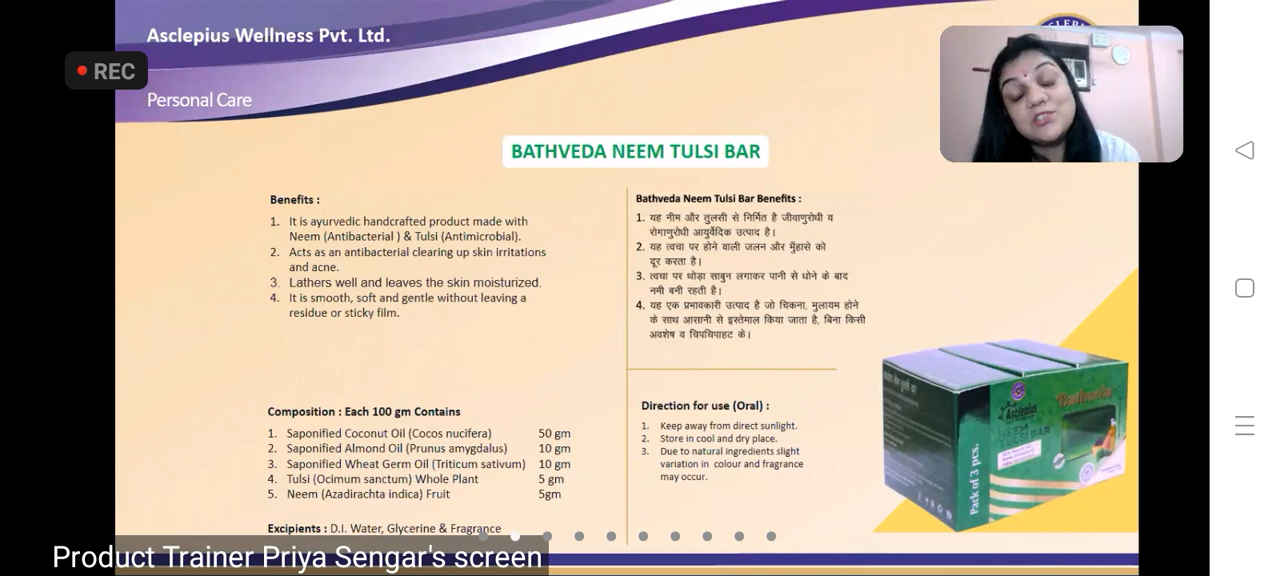 Asclepius Wellness Pvt. Ltd.
REC
Personal Care
BATHVEDA NEEM TULSI BAR
Benefits :
1. It is ayurvedic handcrafted product made with
Neem (Antibacterial ) & Tulsi (Antimicrobial).
2. Acts as an antibacterial clearing up skin irritations
and acne.
3. Lathers well and leaves the skin moisturized.
4. It is smooth, soft and gentle without leaving a
residue or sticky film.
Composition : Each 100 gm Contains
1. Saponified Coconut Oil (Cocos nucifera) 50 gm
2. Saponified Almond Oil (Prunus amygdalus) 10 gm
3. Saponified Wheat Germ Oil (Triticum sativum) 10 gm
4. Tulsi (Ocimum sanctum) Whole Plant 5 gm
5. Neem (Azadirachta indica) Fruit 5gm
Excipients : D.I. Water, Glycerine & Fragrance
Bathveda Neem Tulsi Bar Benefits :
1. यह नीम और तुलसी से निर्मित है जीवाणुरोधी व
रोगाणुरोधी आयुर्वेदिक उत्पाद है।
2. यह त्वचा पर होने वाली जलन और मुँहासे को
दूर करता है।
3. त्वचा पर थोड़ा साबुन लगाकर पानी से धोने के बाद
नमी बनी रहती है।
4. यह एक प्रभावकारी उत्पाद है जो चिकना, मुलायम होने
के साथ आसानी से इस्तेमाल किया जाता है, बिना किसी
अवशेष व चिपचिपाहट के।
Direction for use (Oral) :
1. Keep away from direct sunlight.
2. Store in cool and dry place.
3. Due to natural ingredients slight
variation in colour and fragrance
may occur.
Asclepius
Bathveda
NEEM
BAR
Pack of 3 pcs.
Product Trainer Priya Sengar's screen